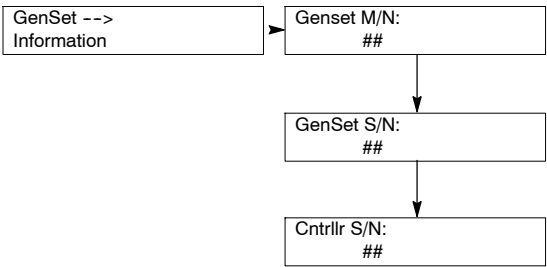 GenSet -->
Information
Genset M/N:
##
GenSet S/N:
##
Cntrllr S/N:
##